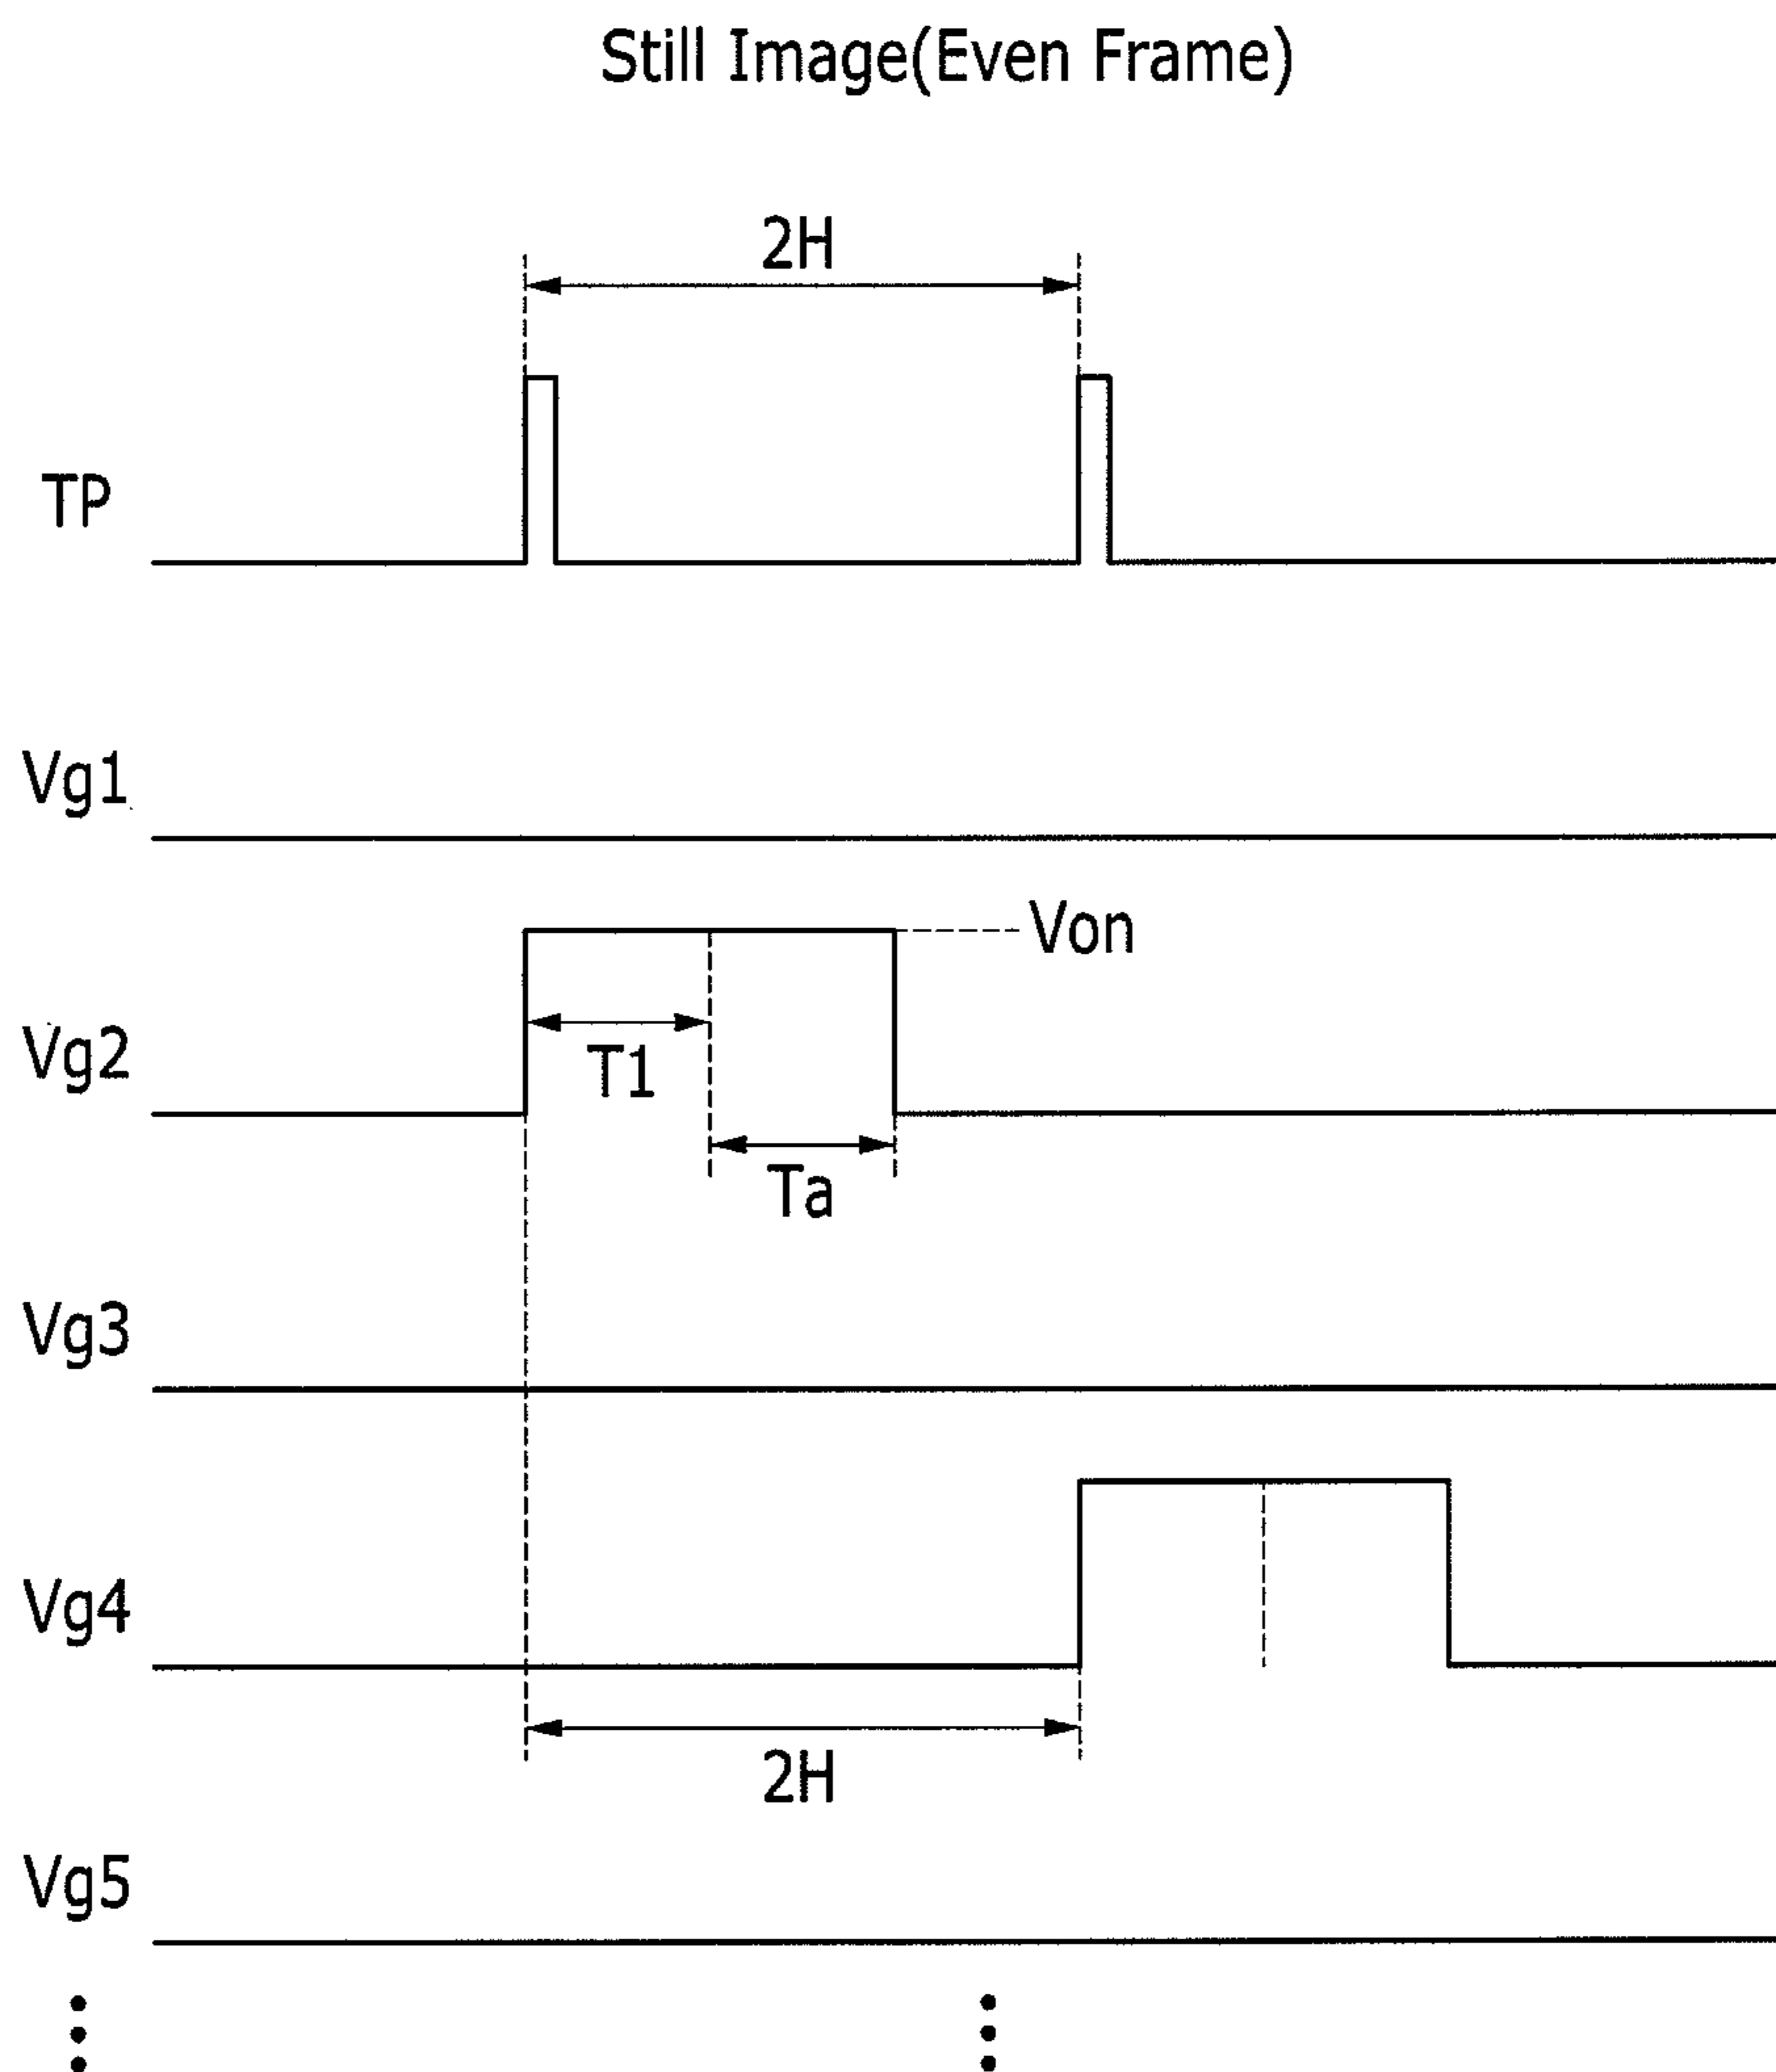 Still Image(Even Frame)
2H
TP
Vg1
Von
Vg2
T1
Ta
Vg3
Vg4
2H
Vg5